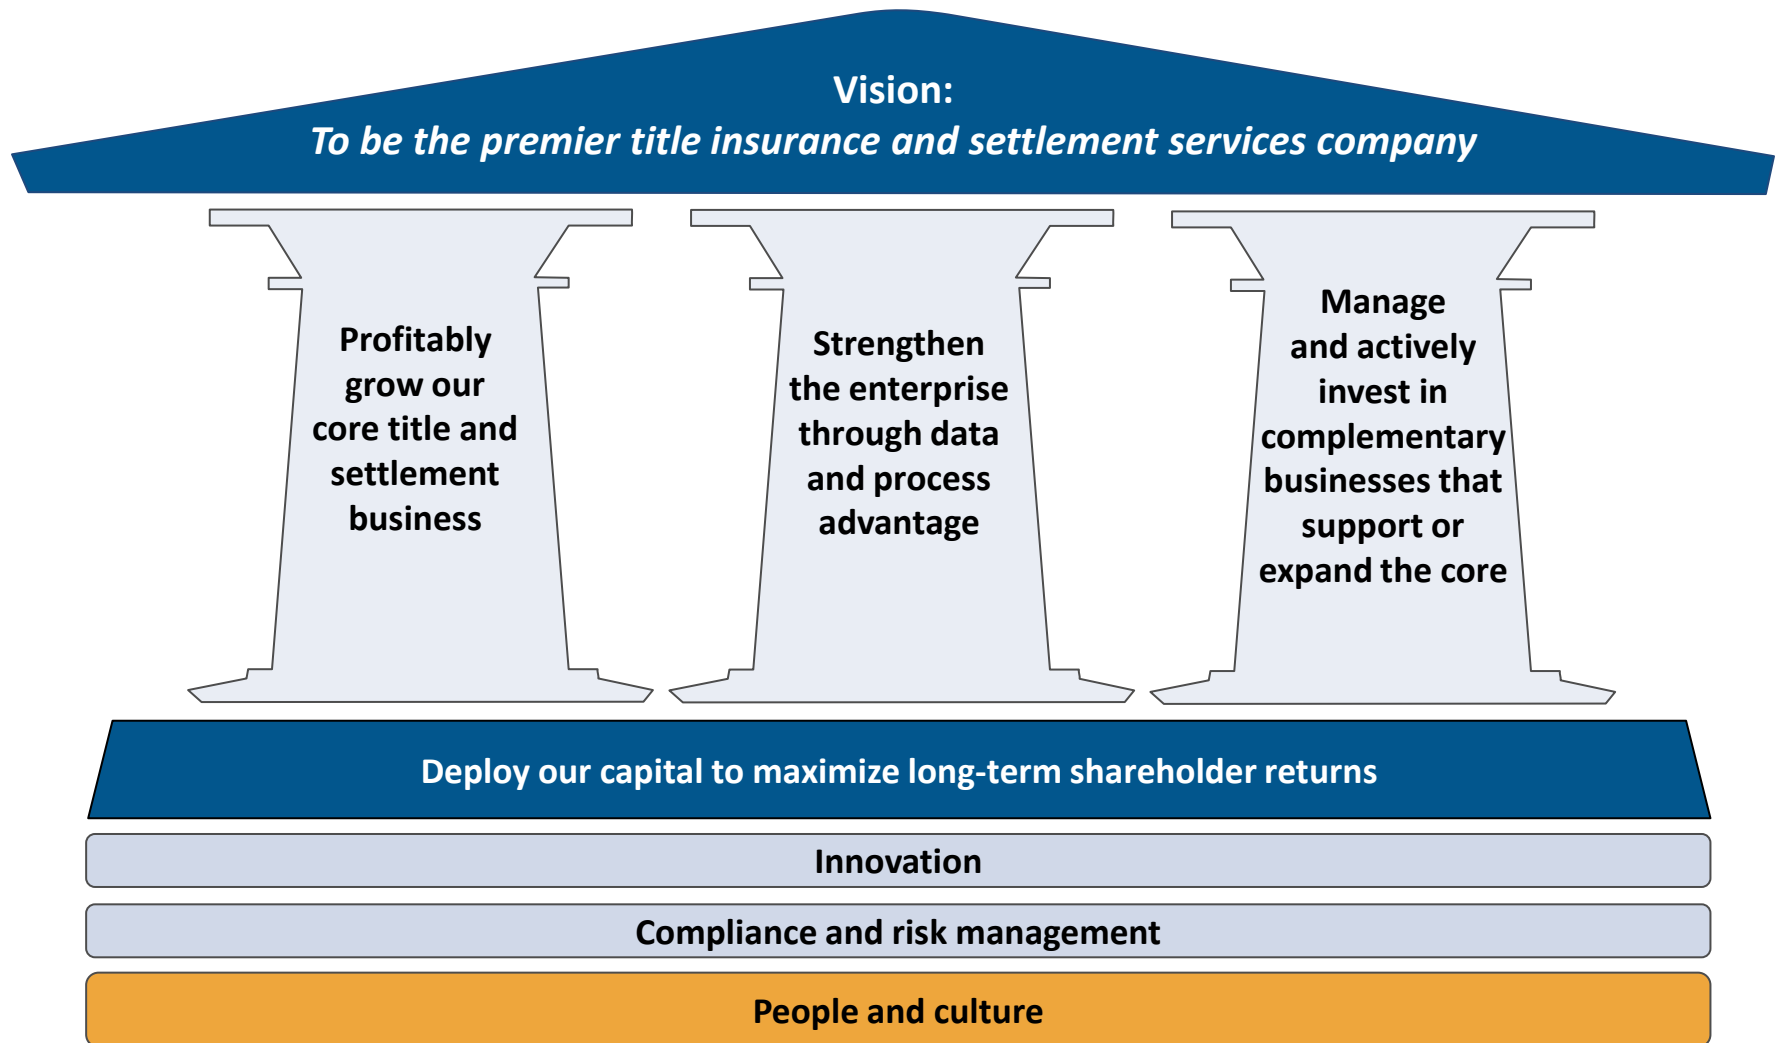 Vision:
To be the premier title insurance and settlement services company
Profitably
grow our
core title and
settlement
business
Strengthen
the enterprise
through data
and process
advantage
Manage
and actively
invest in
complementary
businesses that
support or
expand the core
Deploy our capital to maximize long-term shareholder returns
Innovation
Compliance and risk management
People and culture